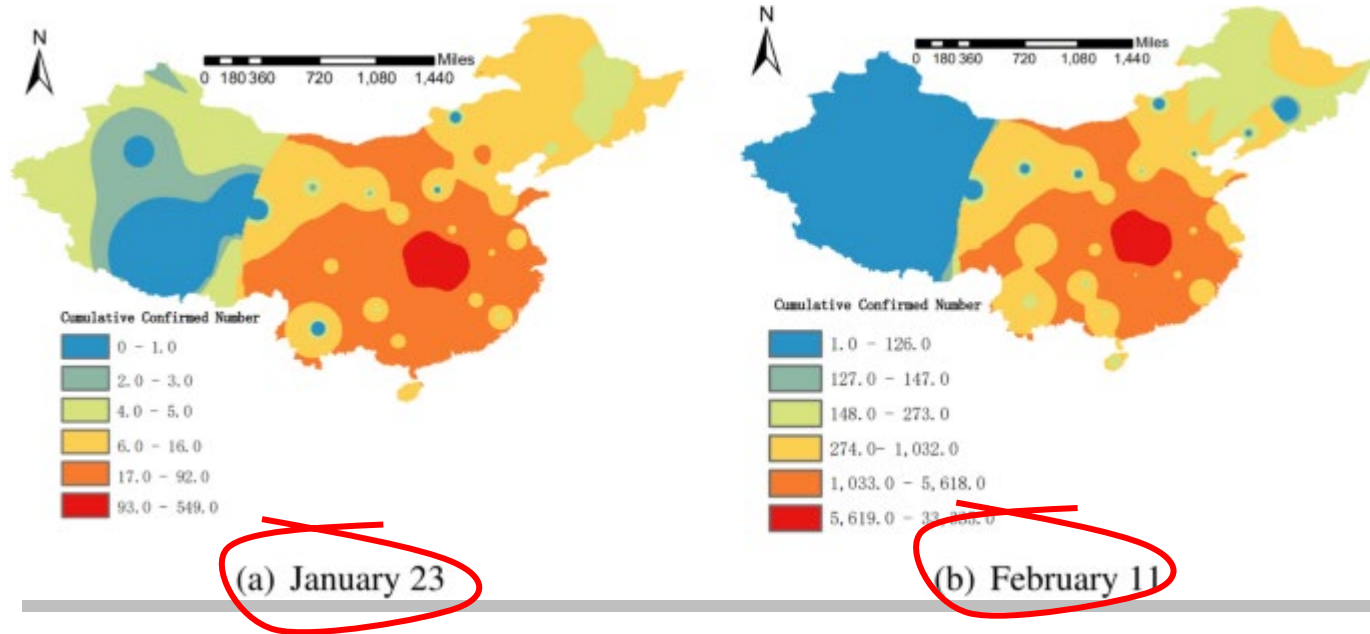 N
Miles
0 180 360 720 1,080 1,440
Cumulative Confirmed Number
0 - 1.0
2.0 - 3.0
4.0 - 5.0
6.0 - 16.0
17.0 - 92.0
93.0 - 549.0
(a) January 23
N
Miles
0 180 360 720 1,080 1,440
Cumulative Confirmed Number
1.0 - 126.0
127.0 - 147.0
148.0 - 273.0
274.0- 1,032.0
1,033.0 - 5,618.0
5,619.0 -
(b) February 11